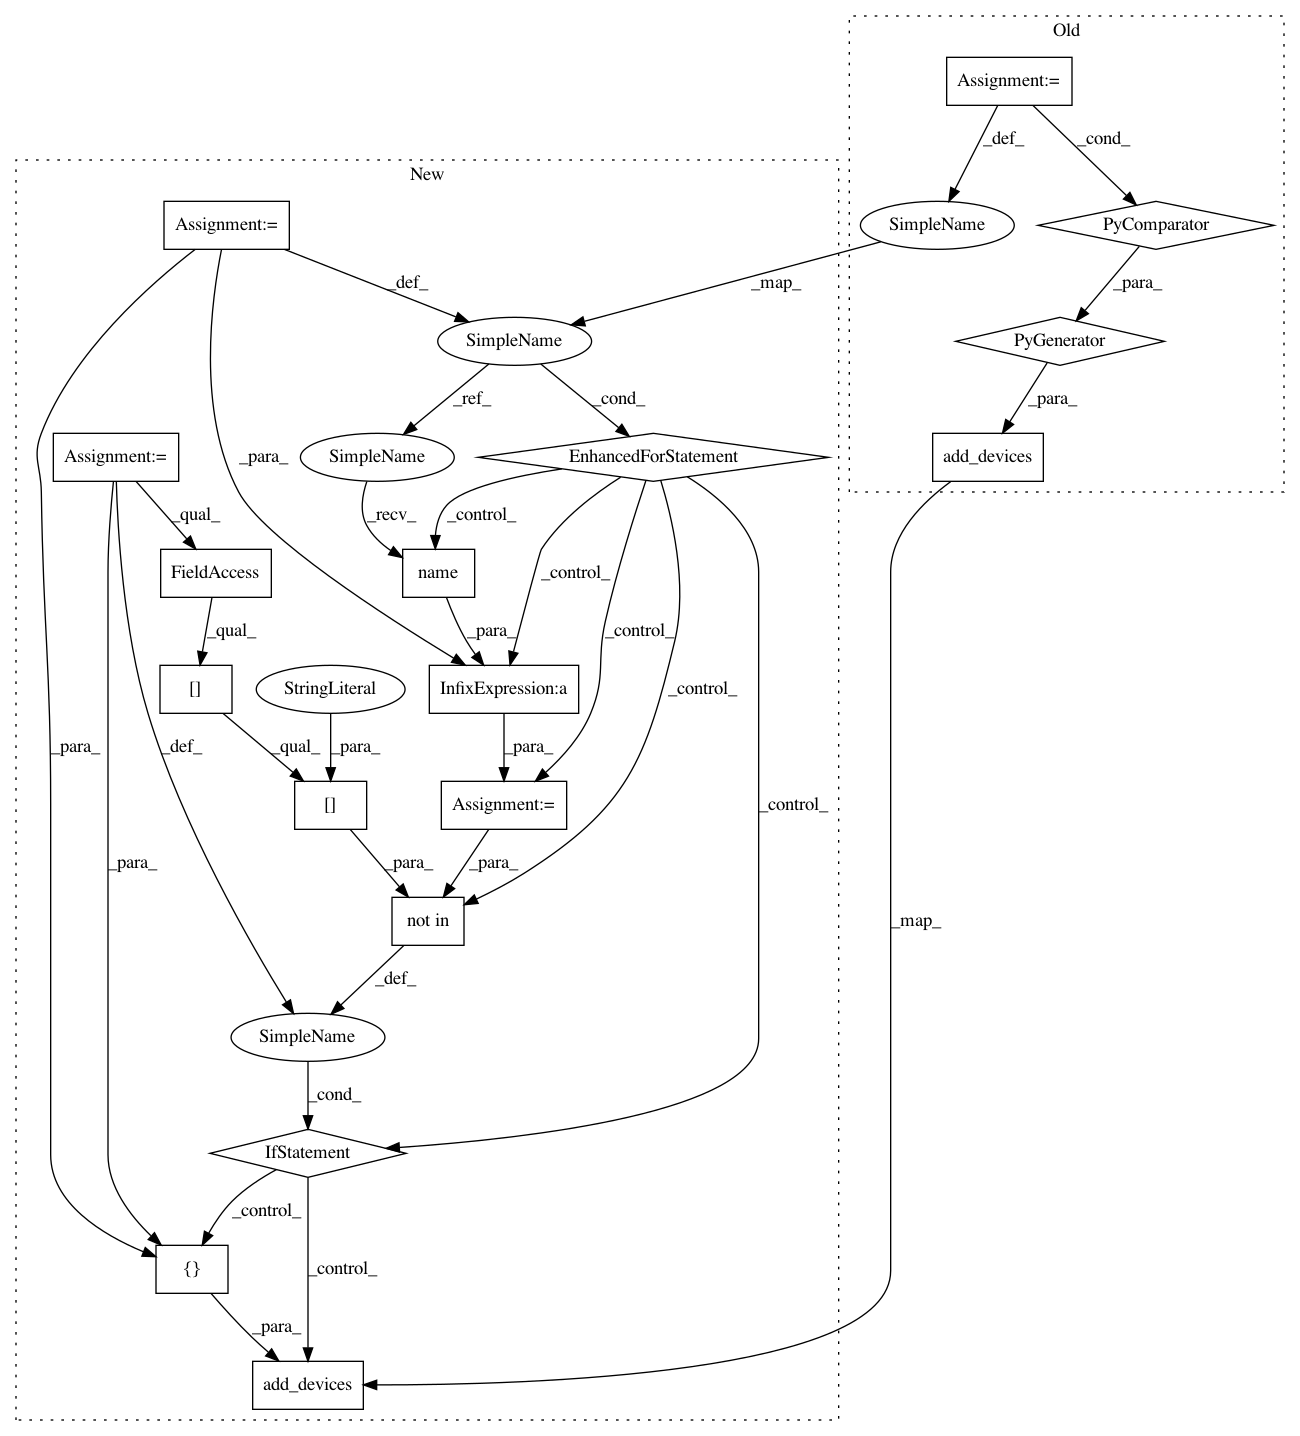 Old
Assignment:=
_def_
_cond_
New
Assignment:=
SimpleName
PyComparator
_def_
_map_
_para_
SimpleName
PyGenerator
_ref_
_cond_
_para_
Assignment:=
_para_
SimpleName
EnhancedForStatement
add_devices
_qual_
_recv_
_control_
FieldAccess
name
_control_
_qual_
_para_
_control_
[]
StringLiteral
InfixExpression:a
_control_
_para_
_def_
_qual_
_para_
_para_
[]
Assignment:=
_control_
_para_
_para_
_para_
not in
_map_
_def_
SimpleName
_cond_
IfStatement
_control_
{}
_control_
_para_
add_devices